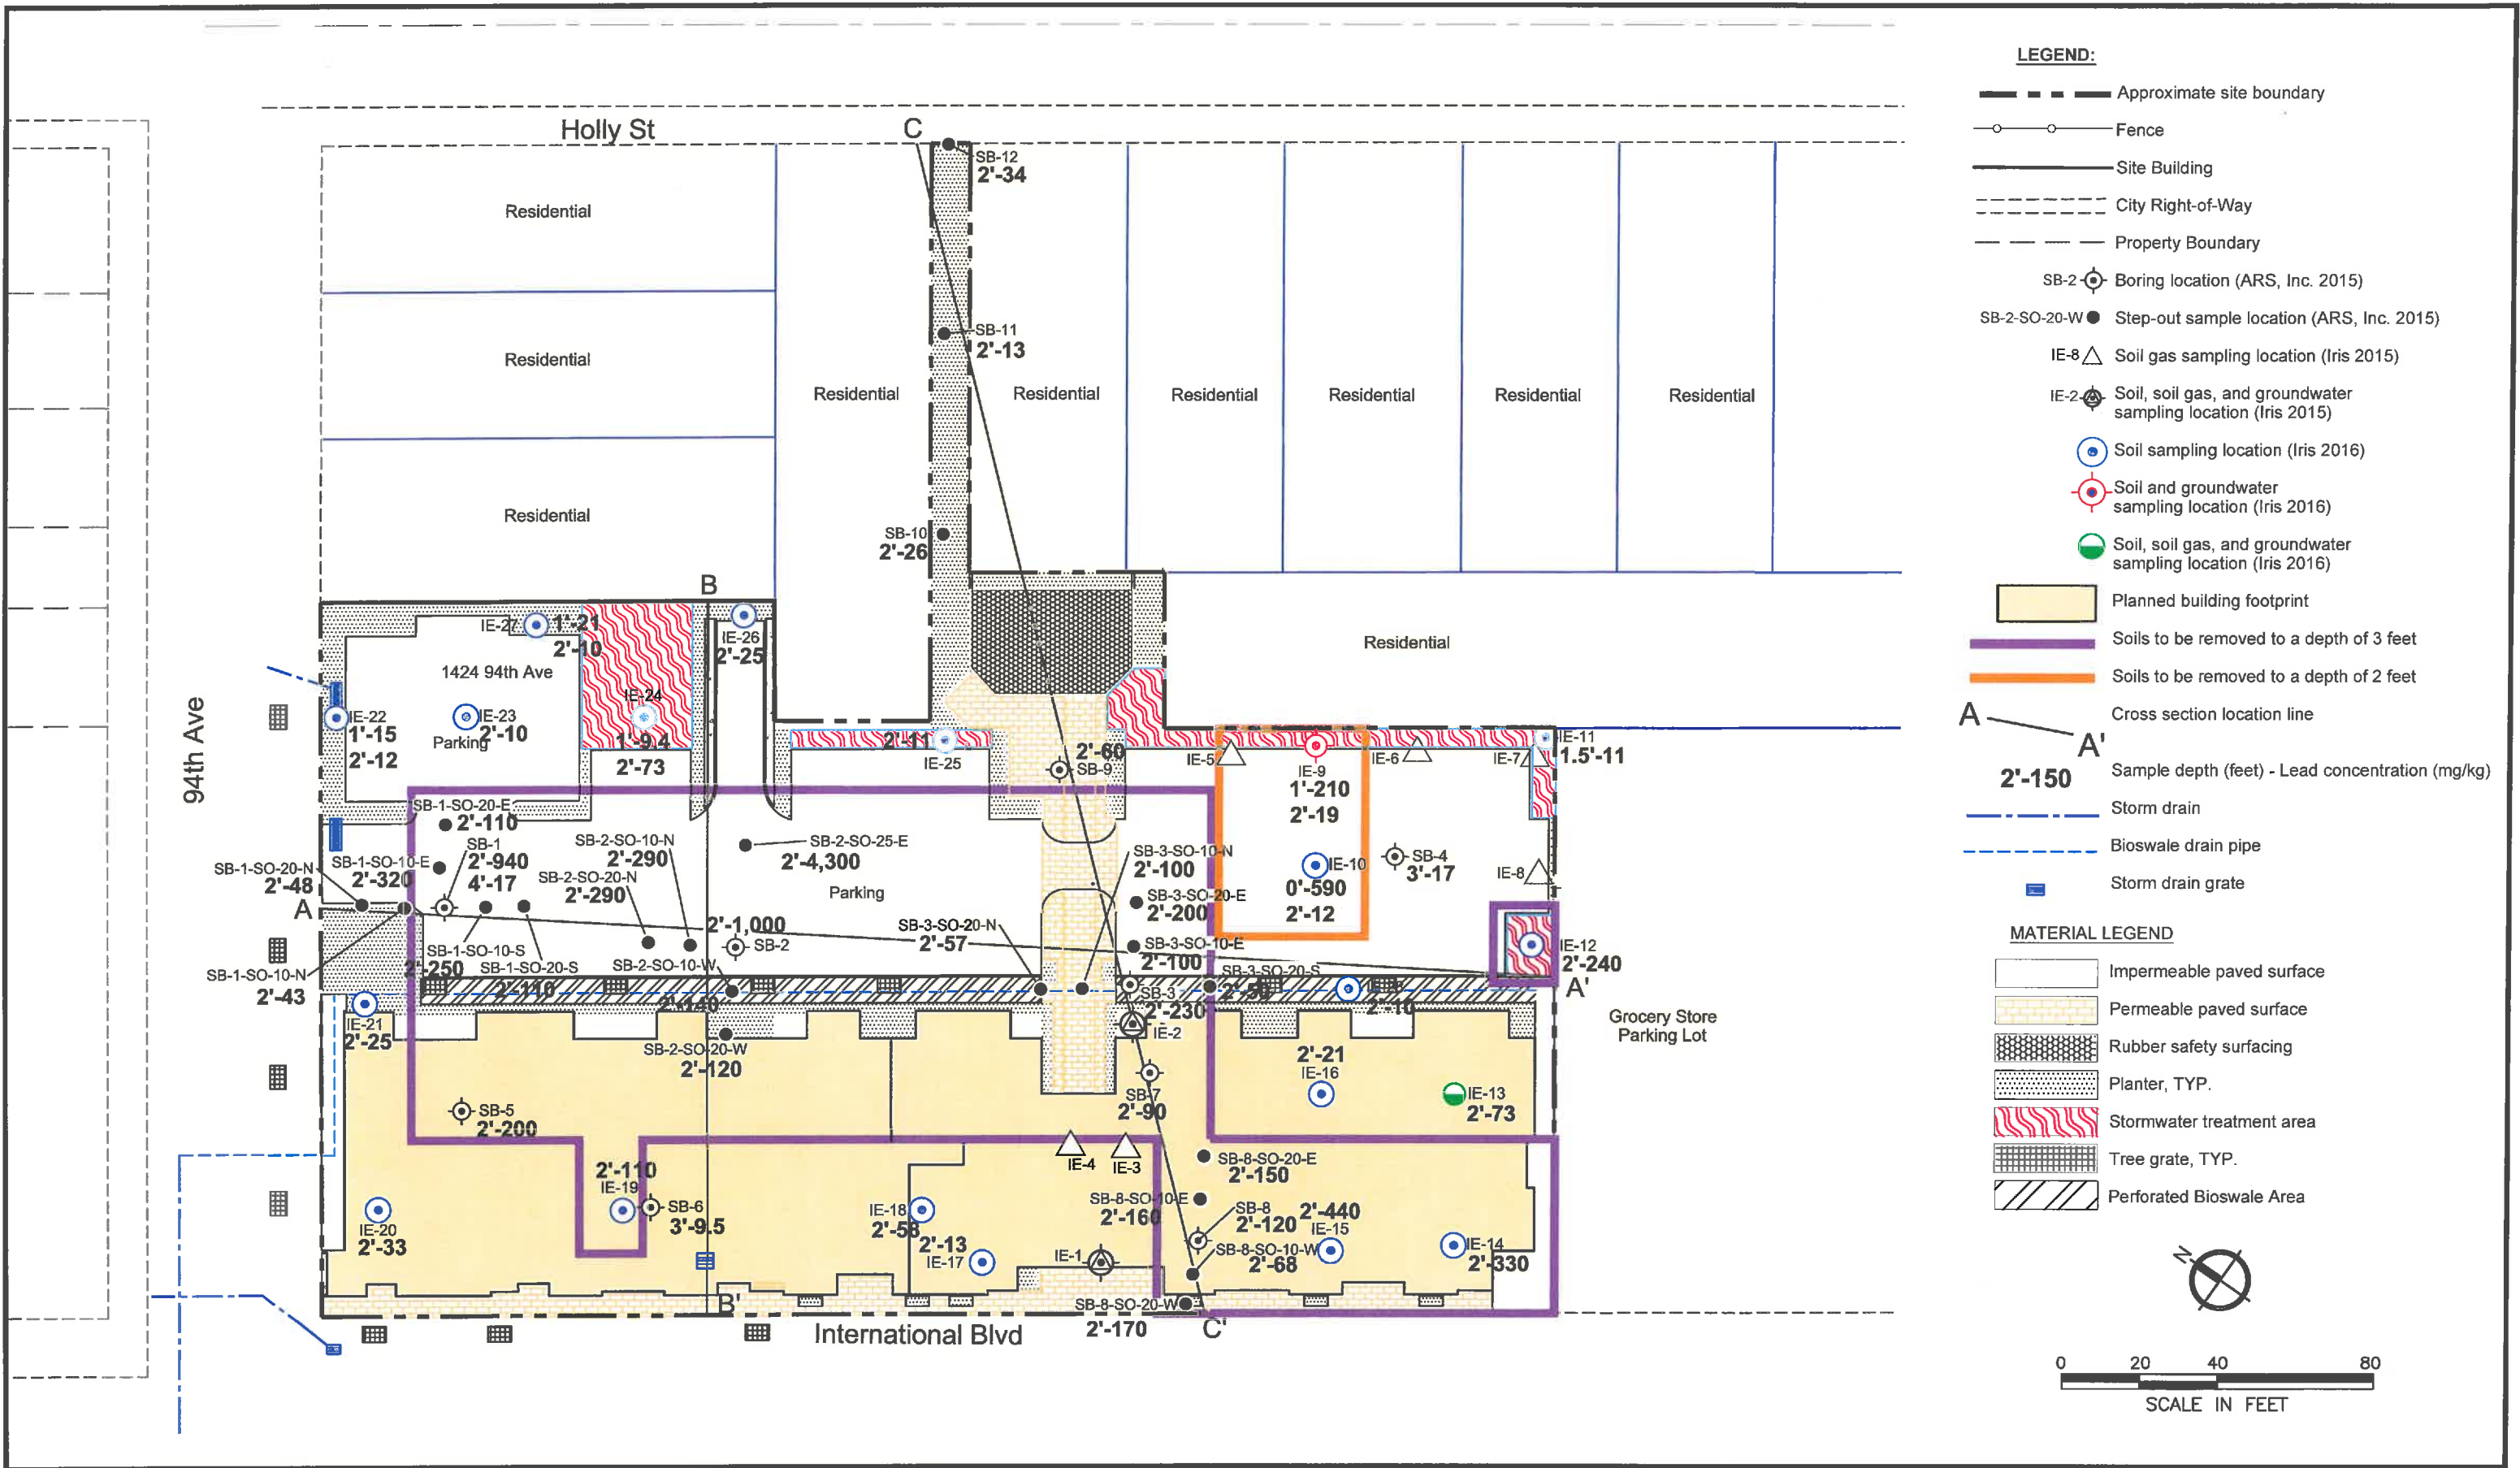 Holly St
C
SB-12
2'-34
Residential
SB-11
2'-13
Residential
Residential
Residential
Residential
Residential
Residential
Residential
Residential
SB-10
2'-26
B
Residential
IE-27
1'-21
2'-10
IE-26
2'-25
1424 94th Ave
IE-24
1'-9.4
2'-73
IE-22
1'-15
2'-12
IE-23
2'-10
Parking
94th Ave
2'-11
IE-25
2'-60
SB-9
IE-5
IE-9
1'-210
2'-19
IE-6
IE-7
IE-11
1.5'-11
SB-1-SO-20-E
2'-110
SB-1
2'-940
4'-17
SB-1-SO-10-E
2'-320
SB-1-SO-20-N
2'-48
A
SB-2-SO-10-N
2'-290
SB-2-SO-20-N
2'-290
SB-2-SO-25-E
2'-4,300
Parking
SB-3-SO-10-N
2'-100
SB-3-SO-20-E
2'-200
IE-10
0'-590
2'-12
SB-4
3'-17
IE-8
2'-1,000
SB-2
SB-3-SO-20-N
2'-57
SB-3-SO-10-E
2'-100
IE-12
2'-240
SB-1-SO-10-S
2'-250
SB-1-SO-20-S
2'-110
SB-2-SO-10-W
2'-140
SB-1-SO-10-N
2'-43
SB-3-SO-20-S
SB-3
2'-230
2'-10
A'
IE-21
2'-25
IE-2
SB-2-SO-20-W
2'-120
Grocery Store
Parking Lot
2'-21
IE-16
IE-13
2'-73
SB-7
2'-90
SB-5
2'-200
IE-4
IE-3
SB-8-SO-20-E
2'-150
2'-110
IE-19
SB-6
3'-9.5
IE-20
2'-33
IE-18
2'-58
2'-13
IE-17
IE-1
SB-8-SO-10-E
2'-160
SB-8
2'-120
2'-440
IE-15
SB-8-SO-10-W
2'-68
IE-14
2'-330
B'
SB-8-SO-20-W
2'-170
C'
International Blvd
LEGEND:
Approximate site boundary
Fence
Site Building
City Right-of-Way
Property Boundary
SB-2 Boring location (ARS, Inc. 2015)
SB-2-SO-20-W Step-out sample location (ARS, Inc. 2015)
IE-8 Soil gas sampling location (Iris 2015)
IE-2 Soil, soil gas, and groundwater
sampling location (Iris 2015)
Soil sampling location (Iris 2016)
Soil and groundwater
sampling location (Iris 2016)
Soil, soil gas, and groundwater
sampling location (Iris 2016)
Planned building footprint
Soils to be removed to a depth of 3 feet
Soils to be removed to a depth of 2 feet
A A' Cross section location line
2'-150 Sample depth (feet) - Lead concentration (mg/kg)
Storm drain
Bioswale drain pipe
Storm drain grate
MATERIAL LEGEND
Impermeable paved surface
Permeable paved surface
Rubber safety surfacing
Planter, TYP.
Stormwater treatment area
Tree grate, TYP.
Perforated Bioswale Area
N
0 20 40 80
SCALE IN FEET